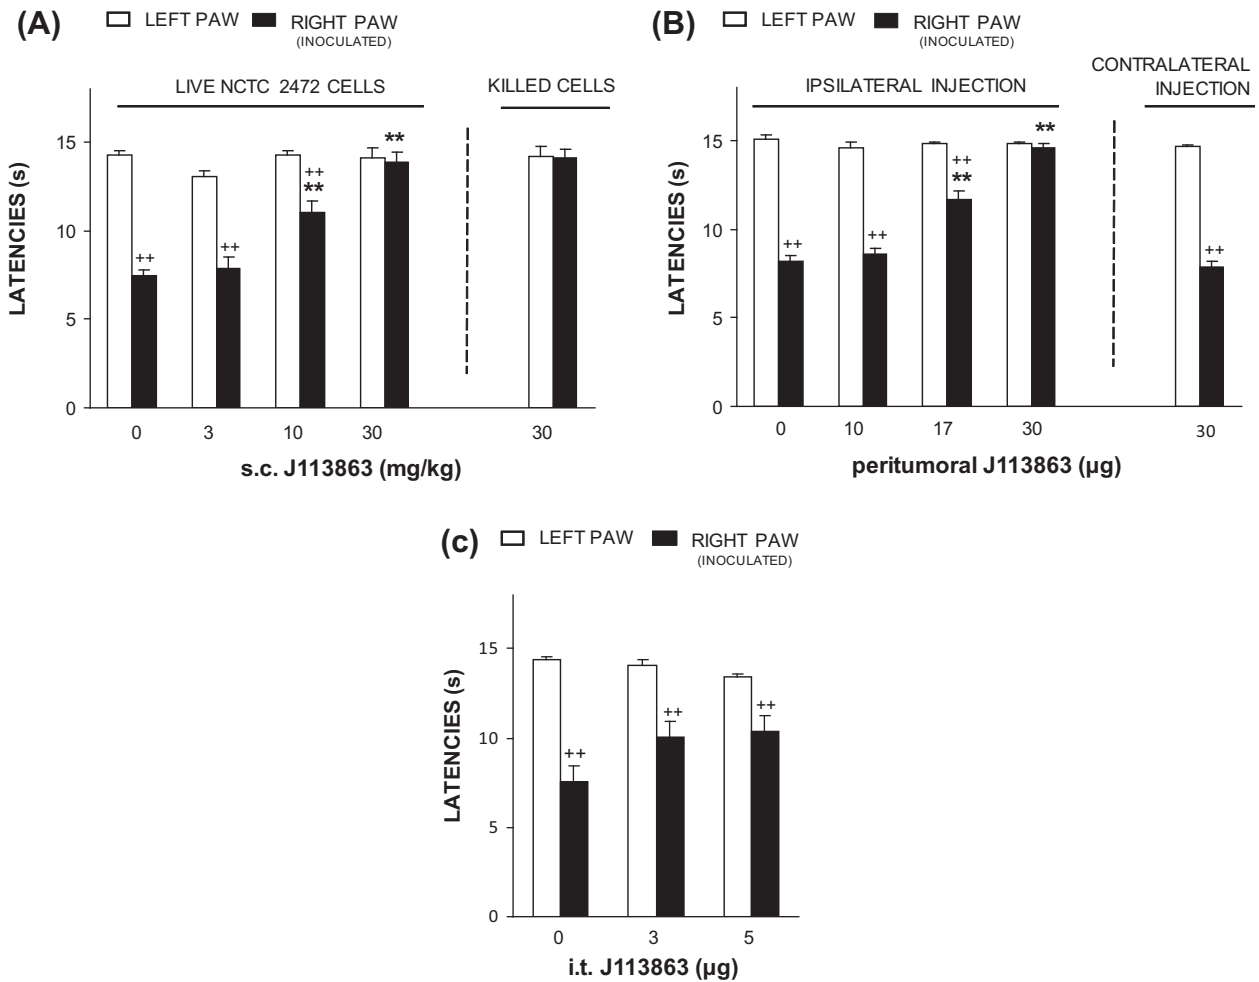 (A)
LEFT PAW
RIGHT PAW
(INOCULATED)
LIVE NCTC 2472 CELLS
KILLED CELLS
LATENCIES (s)
15
10
5
0
++
++
++
**
**
0 3 10 30 30
s.c. J113863 (mg/kg)
(B)
LEFT PAW
RIGHT PAW
(INOCULATED)
IPSILATERAL INJECTION
CONTRALATERAL
INJECTION
LATENCIES (s)
15
10
5
0
++
++
++
**
**
++
0 10 17 30 30
peritumoral J113863 (µg)
(c)
LEFT PAW
RIGHT PAW
(INOCULATED)
LATENCIES (s)
15
10
5
0
++
++
++
0 3 5
i.t. J113863 (µg)